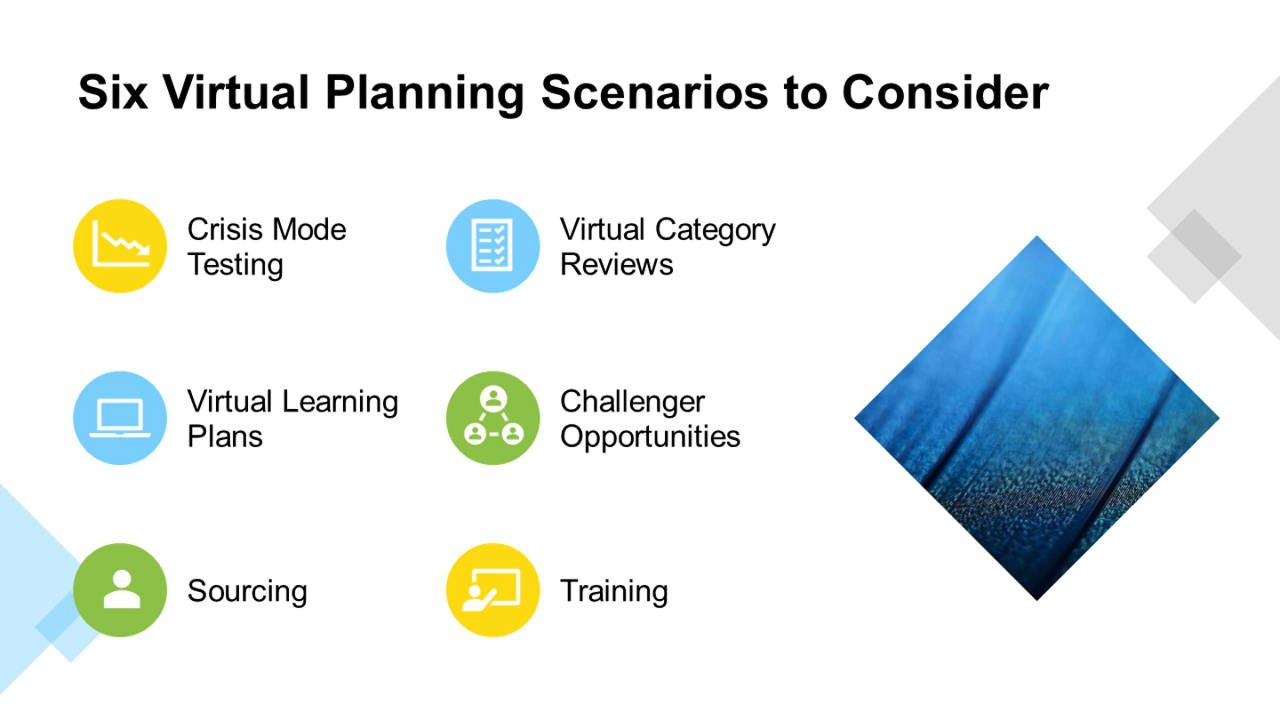 Six Virtual Planning Scenarios to Consider
Crisis Mode
Testing
Virtual Category
Reviews
Virtual Learning
Plans
Challenger
Opportunities
Sourcing
Training